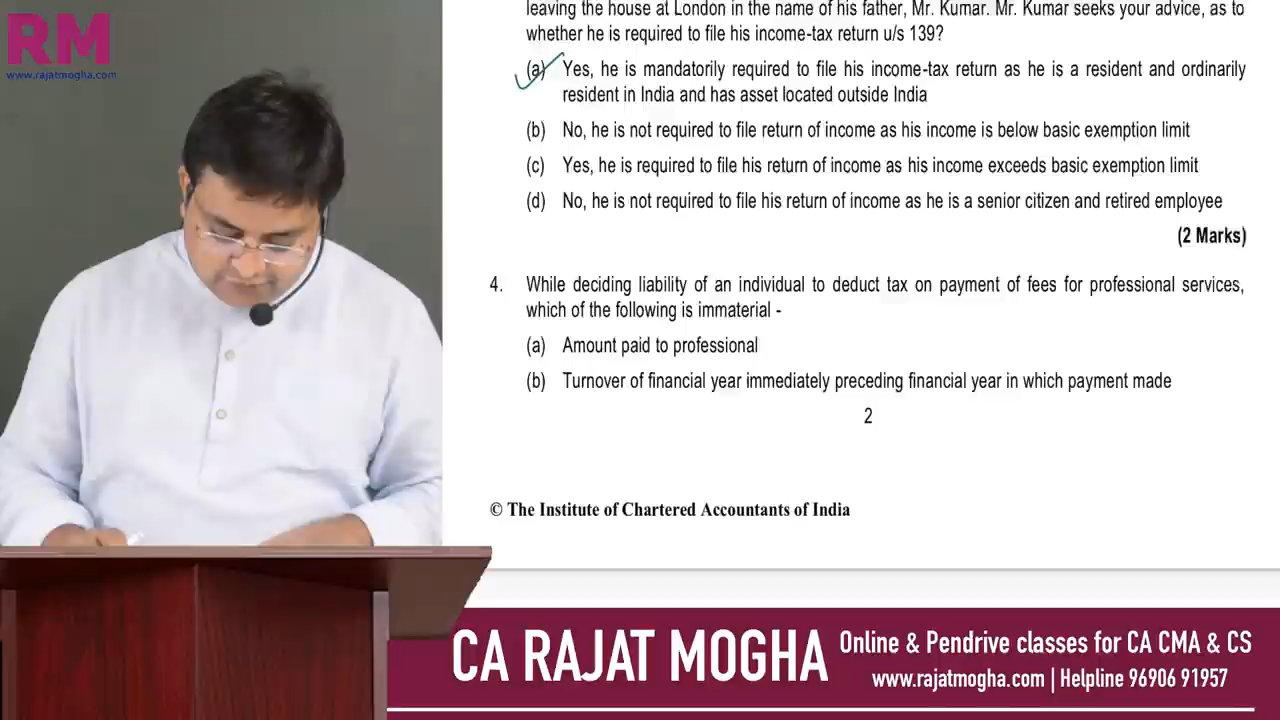 RM
www.rajatmogha.com
leaving the house at London in the name of his father, Mr. Kumar. Mr. Kumar seeks your advice, as to
whether he is required to file his income-tax return u/s 139?
(a) Yes, he is mandatorily required to file his income-tax return as he is a resident and ordinarily
resident in India and has asset located outside India
(b) No, he is not required to file return of income as his income is below basic exemption limit
(c) Yes, he is required to file his return of income as his income exceeds basic exemption limit
(d) No, he is not required to file his return of income as he is a senior citizen and retired employee
(2 Marks)
4. While deciding liability of an individual to deduct tax on payment of fees for professional services,
which of the following is immaterial -
(a) Amount paid to professional
(b) Turnover of financial year immediately preceding financial year in which payment made
2
© The Institute of Chartered Accountants of India
CA RAJAT MOGHA
Online & Pendrive classes for CA CMA & CS
www.rajatmogha.com | Helpline 96906 91957